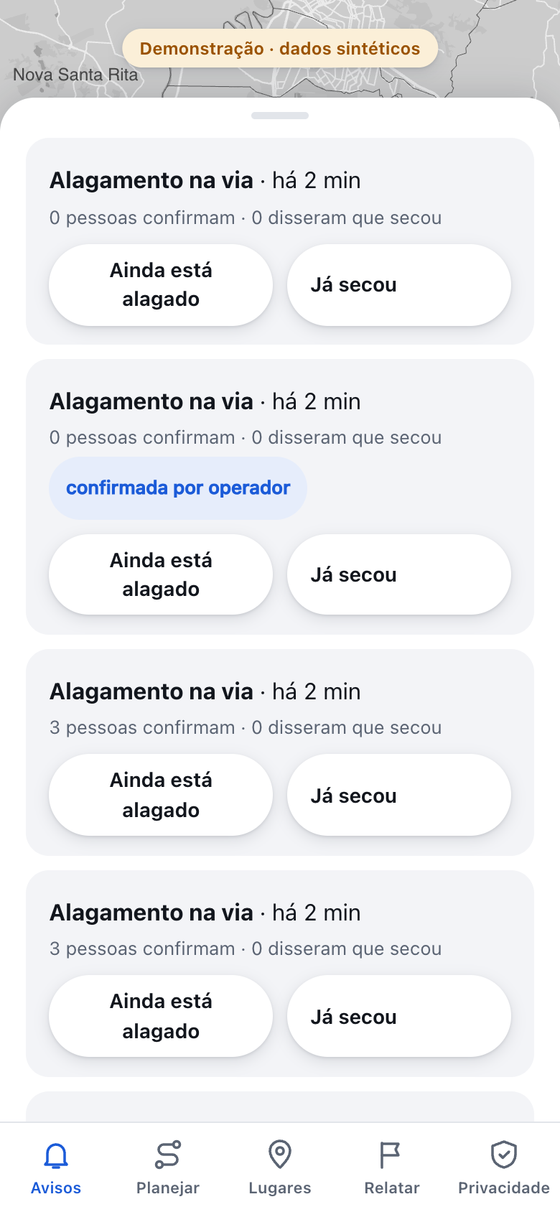 Demonstração · dados sintéticos
Nova Santa Rita
Alagamento na via · há 2 min
0 pessoas confirmam · 0 disseram que secou
Ainda está
alagado
Já secou
Alagamento na via · há 2 min
0 pessoas confirmam · 0 disseram que secou
confirmada por operador
Ainda está
alagado
Já secou
Alagamento na via · há 2 min
3 pessoas confirmam · 0 disseram que secou
Ainda está
alagado
Já secou
Alagamento na via · há 2 min
3 pessoas confirmam · 0 disseram que secou
Ainda está
alagado
Já secou
Avisos
Planejar
Lugares
Relatar
Privacidade